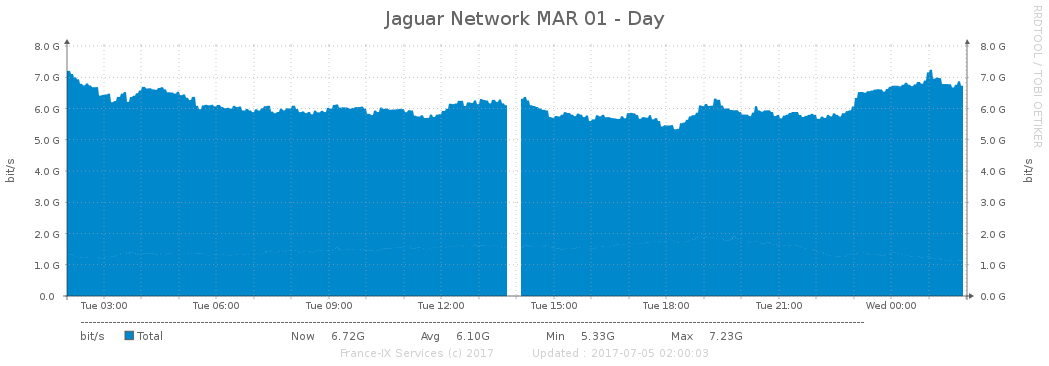 Jaguar Network MAR 01 - Day
RRDTOOL / TOBI OETIKER
bit/s
8.0 G
7.0 G
6.0 G
5.0 G
4.0 G
3.0 G
2.0 G
1.0 G
0.0
8.0 G
7.0 G
6.0 G
5.0 G
4.0 G
3.0 G
2.0 G
1.0 G
0.0 G
bit/s
Tue 03:00 Tue 06:00 Tue 09:00 Tue 12:00 Tue 15:00 Tue 18:00 Tue 21:00 Wed 00:00
bit/s Total Now 6.72G Avg 6.10G Min 5.33G Max 7.23G
France-IX Services (c) 2017 Updated : 2017-07-05 02:00:03